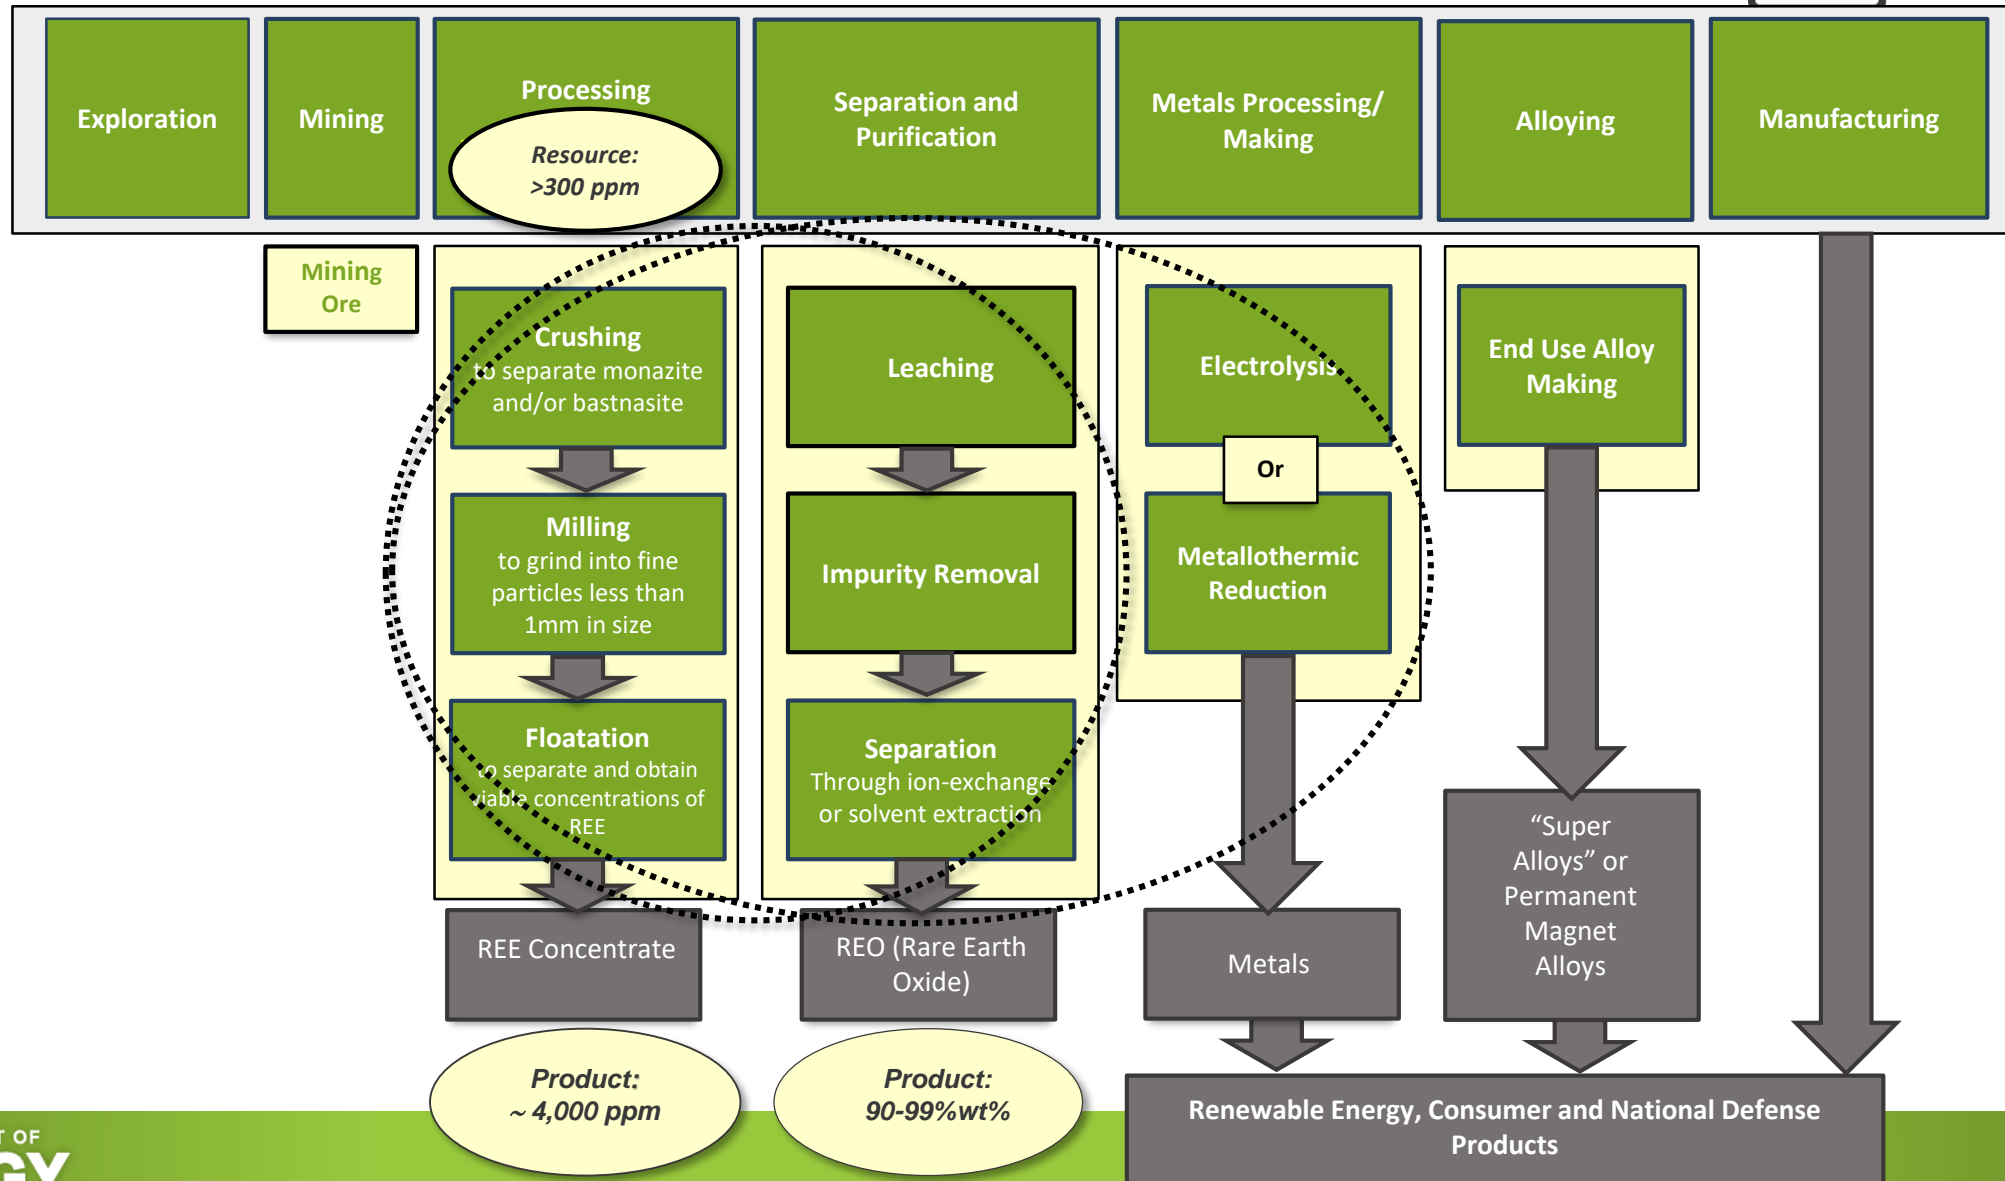 Exploration
Mining
Processing
Resource:
>300 ppm
Separation and
Purification
Metals Processing/
Making
Alloying
Manufacturing
Mining
Ore
Crushing
to separate monazite
and/or bastnasite
Milling
to grind into fine
particles less than
1mm in size
Floatation
to separate and obtain
viable concentrations of
REE
REE Concentrate
Product:
~ 4,000 ppm
Leaching
Impurity Removal
Separation
Through ion-exchange
or solvent extraction
REO (Rare Earth
Oxide)
Product:
90-99%wt%
Electrolysis
Or
Metallothermic
Reduction
Metals
End Use Alloy
Making
“Super
Alloys” or
Permanent
Magnet
Alloys
Renewable Energy, Consumer and National Defense
Products
T OF
GY